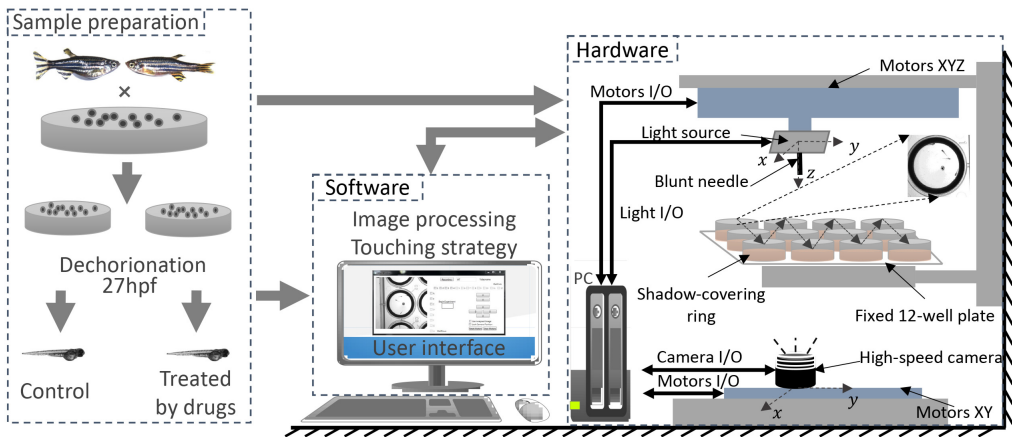 Sample preparation
×
Dechorionation
27hpf
Control
Treated
by drugs
Software
Image processing
Touching strategy
User interface
Hardware
Motors XYZ
Motors I/O
Light source
x
y
z
Blunt needle
Light I/O
PC
Shadow-covering
ring
Fixed 12-well plate
Camera I/O
High-speed camera
Motors I/O
Motors XY
x
y